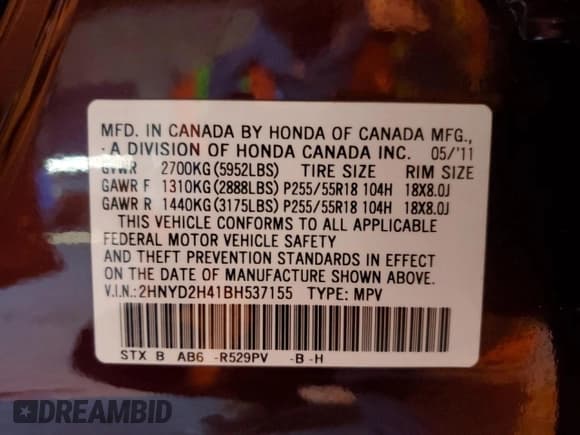 MFD. IN CANADA BY HONDA OF CANADA MFG.,
A DIVISION OF HONDA CANADA INC. 05/'11
GVWR 2700KG(5952LBS) TIRE SIZE RIM SIZE
GAWR F 1310KG(2888LBS) P255/55R18 104H 18X8.0J
GAWR R 1440KG(3175LBS) P255/55R18 104H 18X8.0J
THIS VEHICLE CONFORMS TO ALL APPLICABLE
FEDERAL MOTOR VEHICLE SAFETY
AND THEFT PREVENTION STANDARDS IN EFFECT
ON THE DATE OF MANUFACTURE SHOWN ABOVE.
V.I.N.:2HNYD2H41BH537155 TYPE: MPV
STX B AB6 -R529PV -B -H
DREAMBID